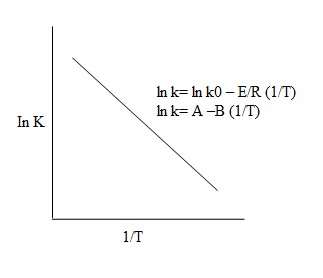 ln k= ln k0 – E/R (1/T)
ln k= A –B (1/T)
ln K
1/T